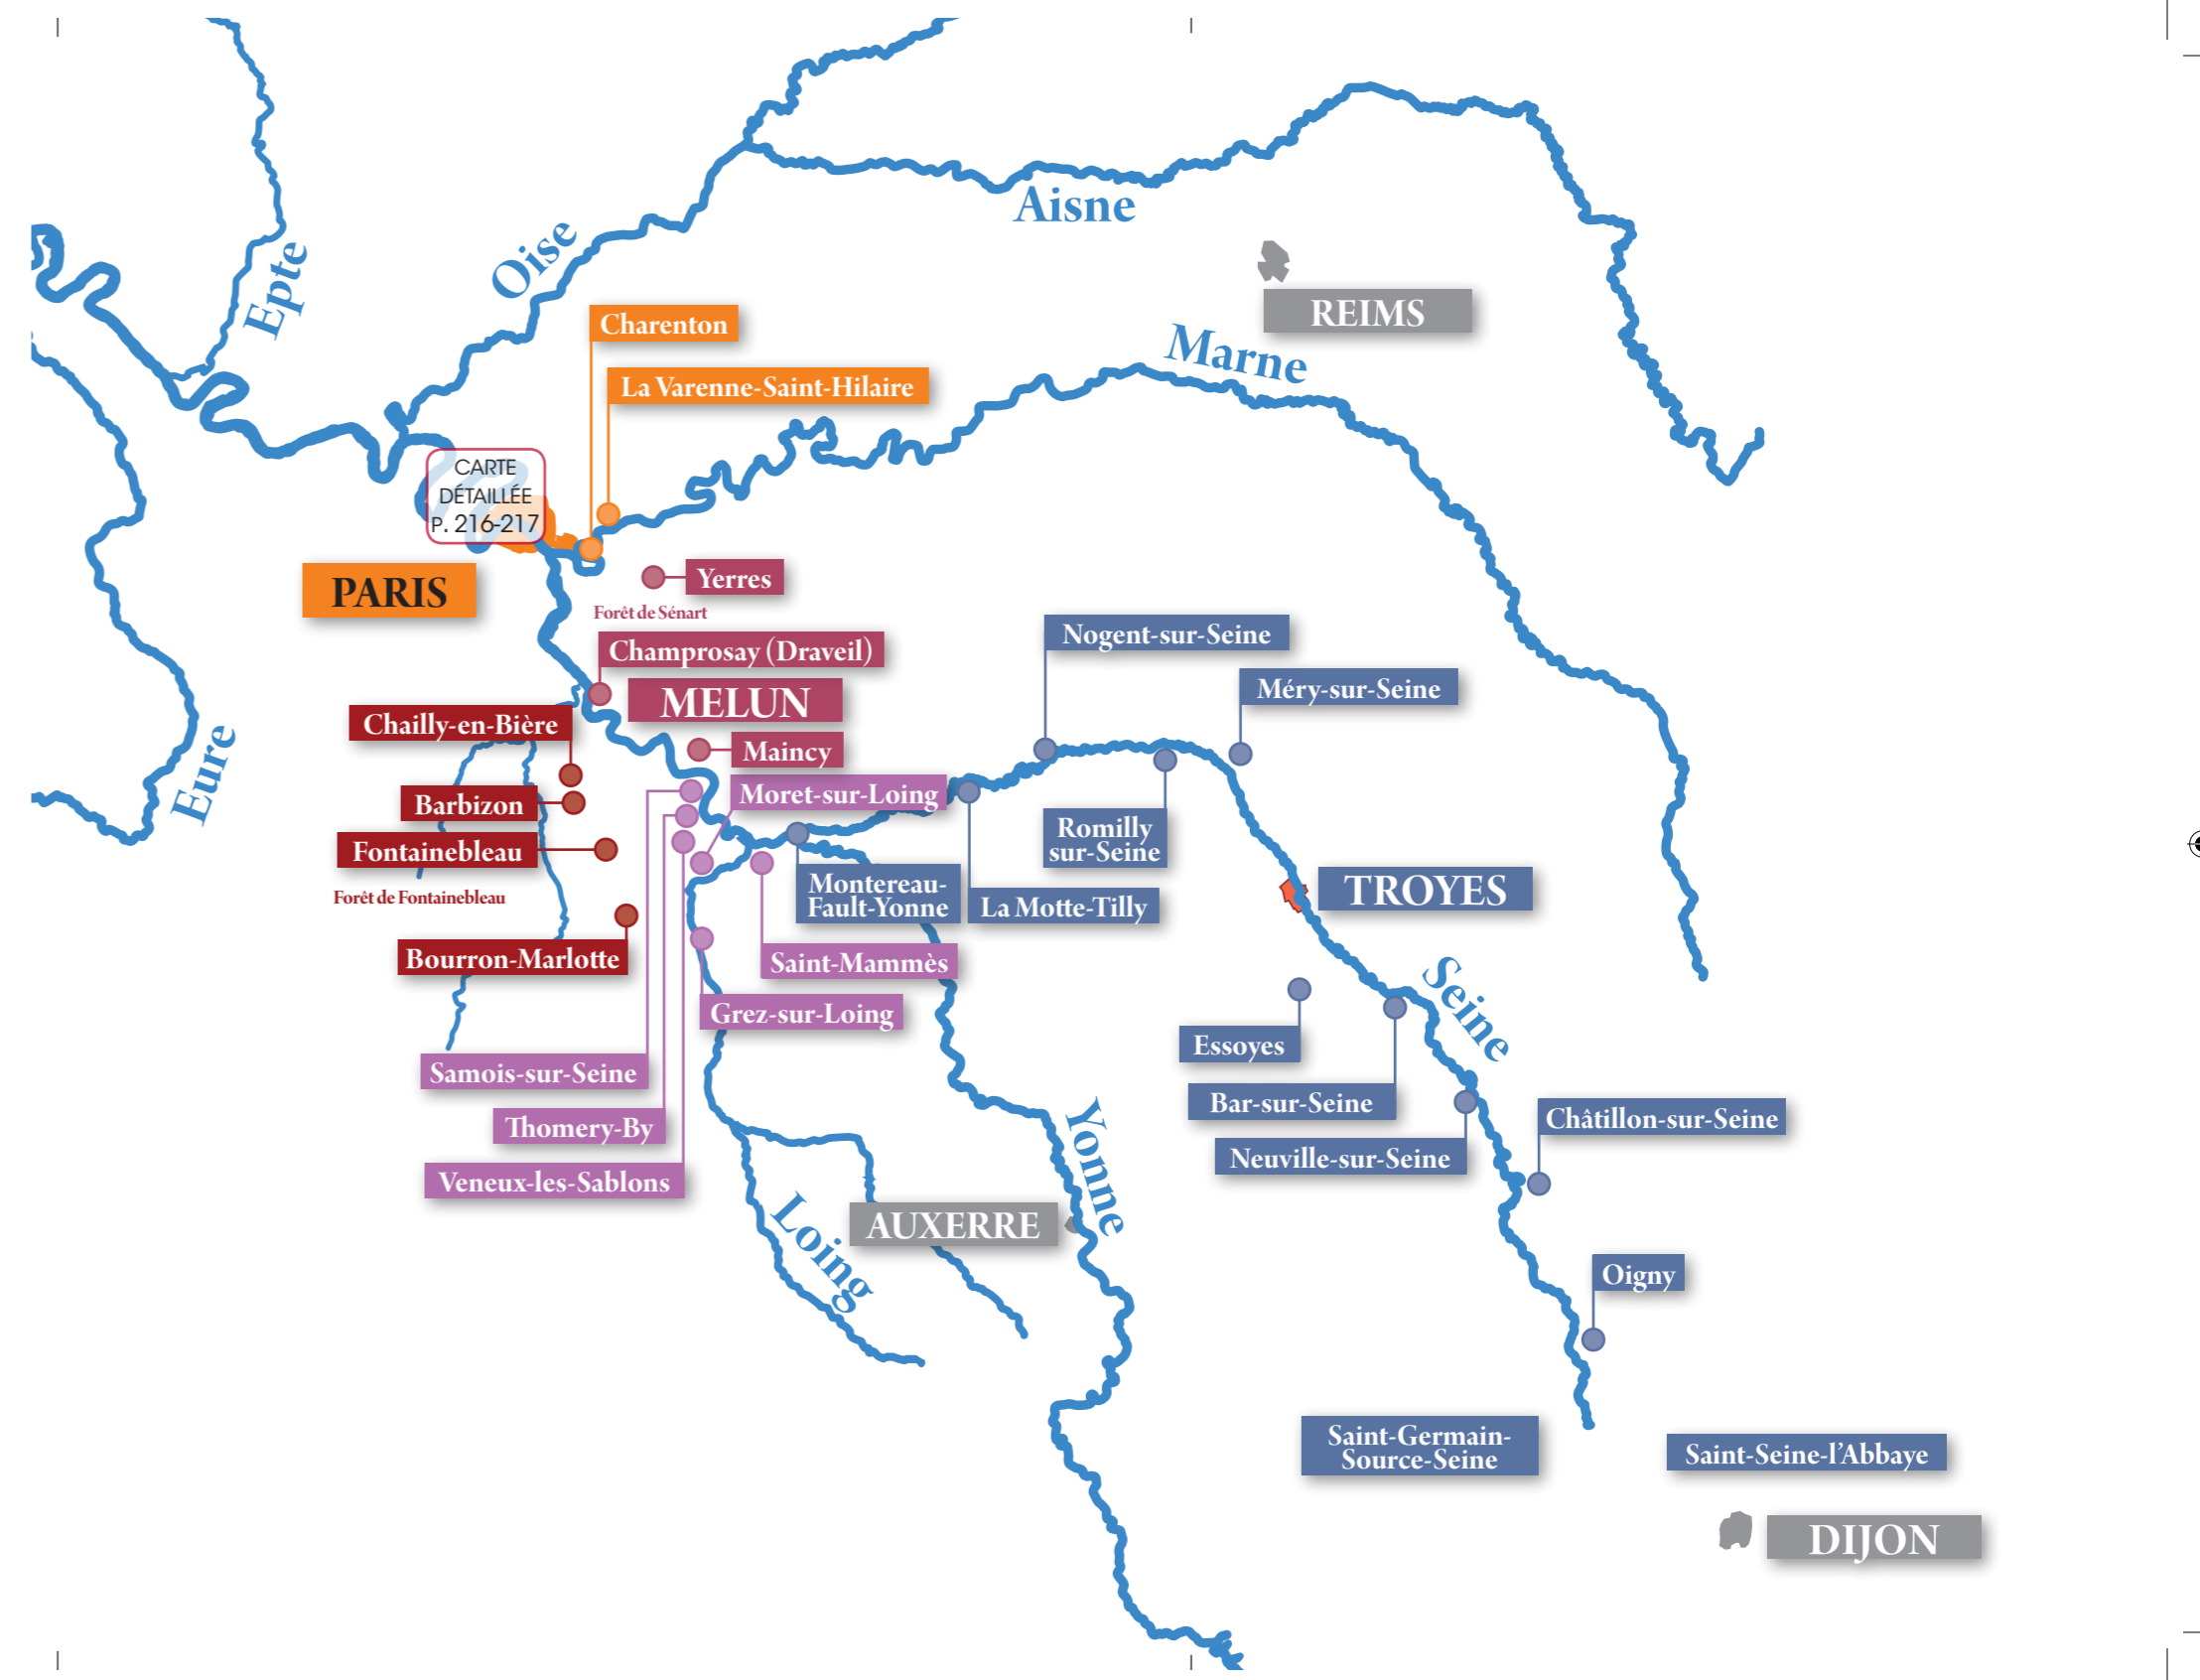 Aisne
Oise
Epte
REIMS
Charenton
Marne
La Varenne-Saint-Hilaire
CARTE
DÉTAILLÉE
P. 216-217
PARIS
Yerres
Forêt de Sénart
Nogent-sur-Seine
Champrosay (Draveil)
Méry-sur-Seine
MELUN
Chailly-en-Bière
Maincy
Eure
Moret-sur-Loing
Barbizon
Romilly
sur-Seine
Fontainebleau
Montereau-
Fault-Yonne
La Motte-Tilly
TROYES
Forêt de Fontainebleau
Bourron-Marlotte
Saint-Mammès
Seine
Grez-sur-Loing
Essoyes
Samois-sur-Seine
Bar-sur-Seine
Châtillon-sur-Seine
Thomery-By
Yonne
Neuville-sur-Seine
Veneux-les-Sablons
Loing
AUXERRE
Oigny
Saint-Germain-
Source-Seine
Saint-Seine-l'Abbaye
DIJON